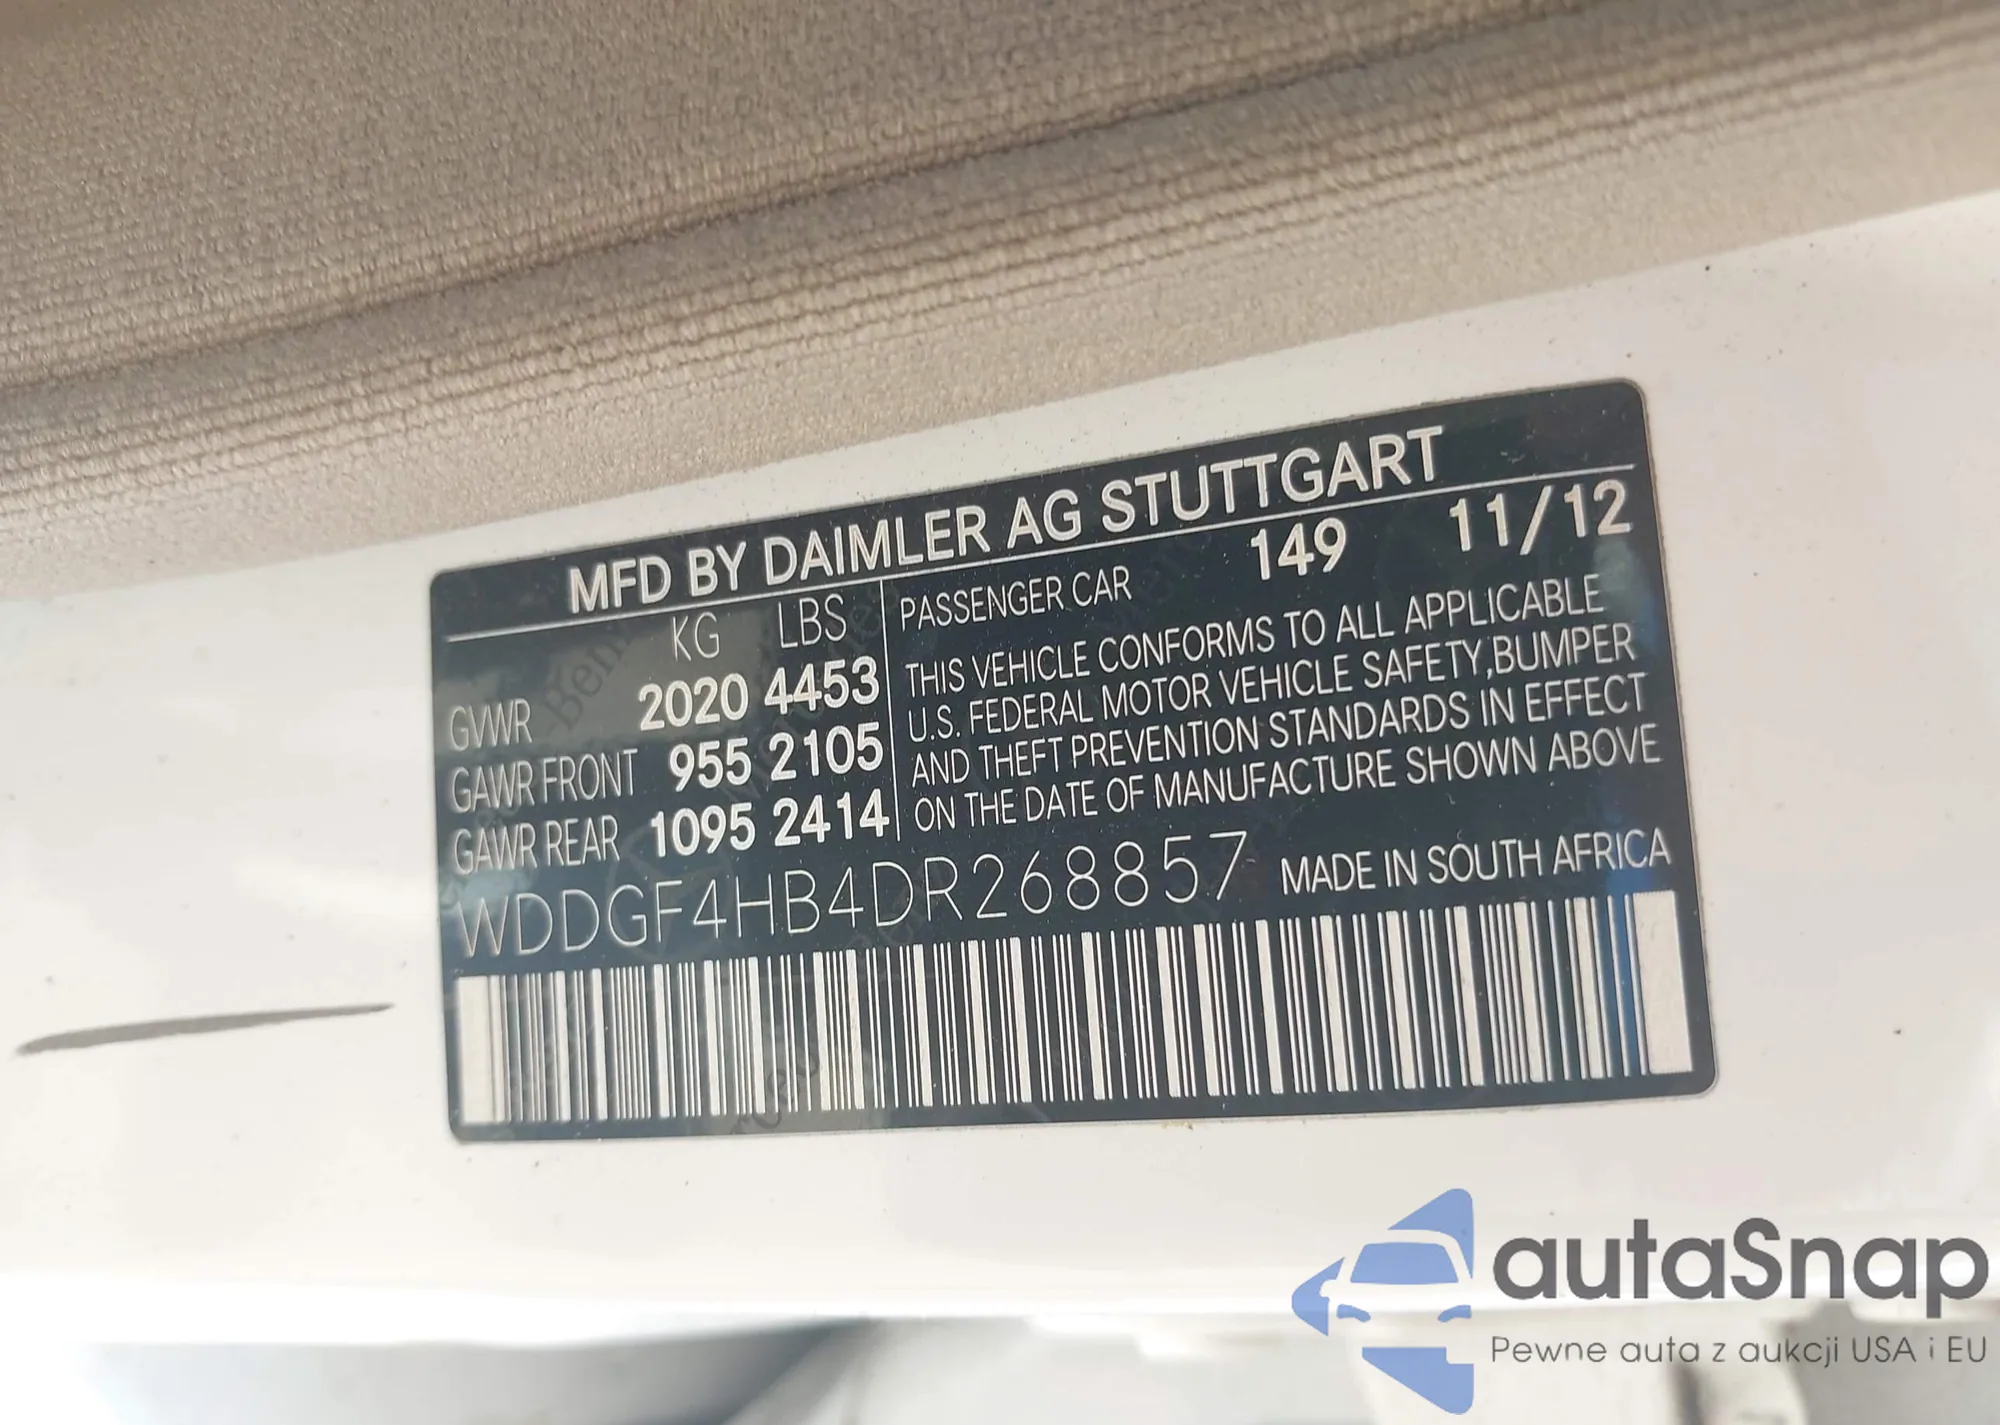 MFD BY DAIMLER AG STUTTGART
KG LBS
GVWR 2020 4453
GAWR FRONT 955 2105
GAWR REAR 1095 2414
PASSENGER CAR 149 11/12
THIS VEHICLE CONFORMS TO ALL APPLICABLE
U.S. FEDERAL MOTOR VEHICLE SAFETY,BUMPER
AND THEFT PREVENTION STANDARDS IN EFFECT
ON THE DATE OF MANUFACTURE SHOWN ABOVE
WDDGF4HB4DR268857 MADE IN SOUTH AFRICA
autaSnap
Pewne auta z aukcji USA i EU